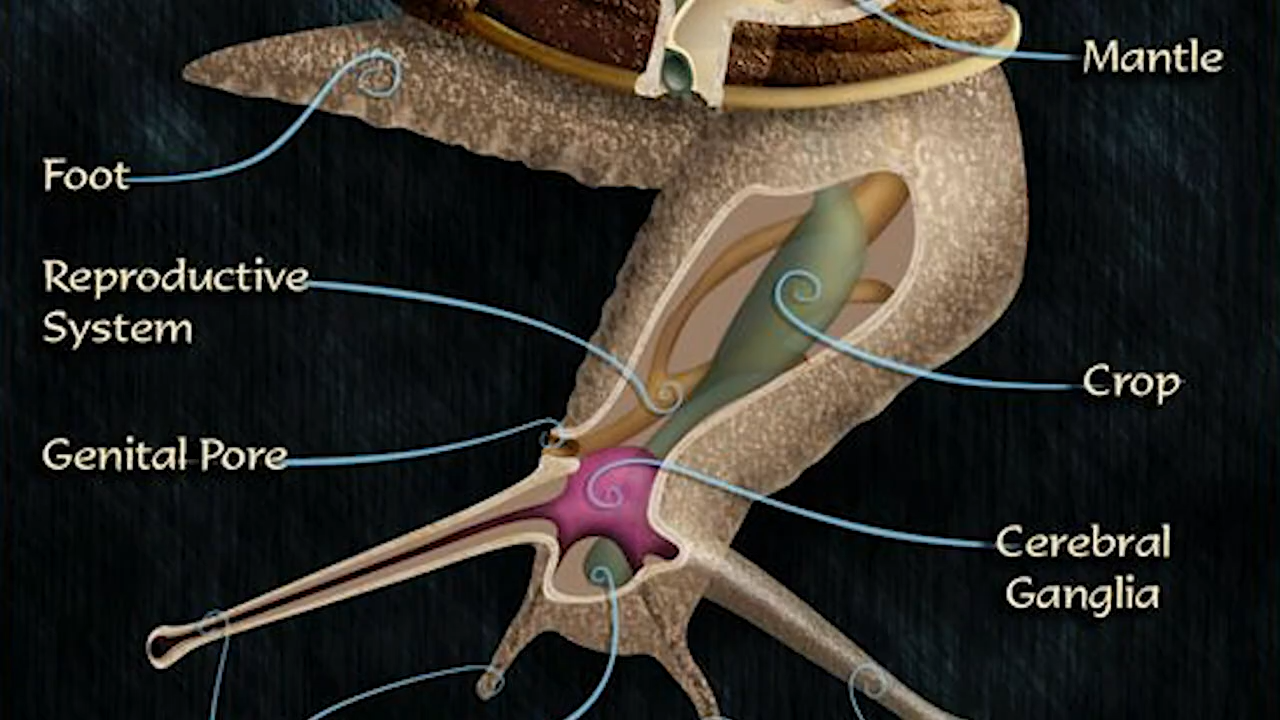 Mantle
Foot
Reproductive
System
Crop
Genital Pore
Cerebral
Ganglia